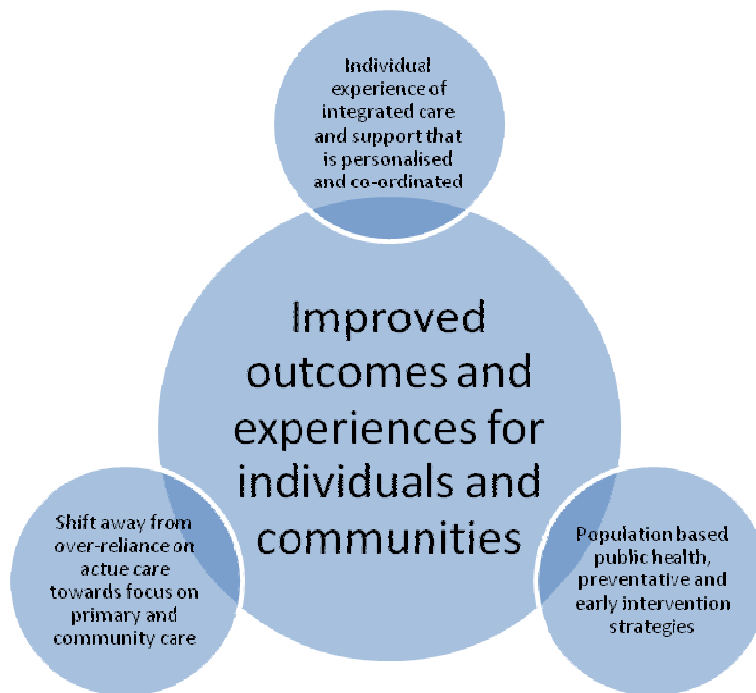 Individual
experience of
integrated care
and support that
is personalised
and co-ordinated
Improved
outcomes and
experiences for
individuals and
communities
Shift away from
over-reliance on
actue care
towards focus on
primary and
community care
Population based
public health,
preventative and
early intervention
strategies